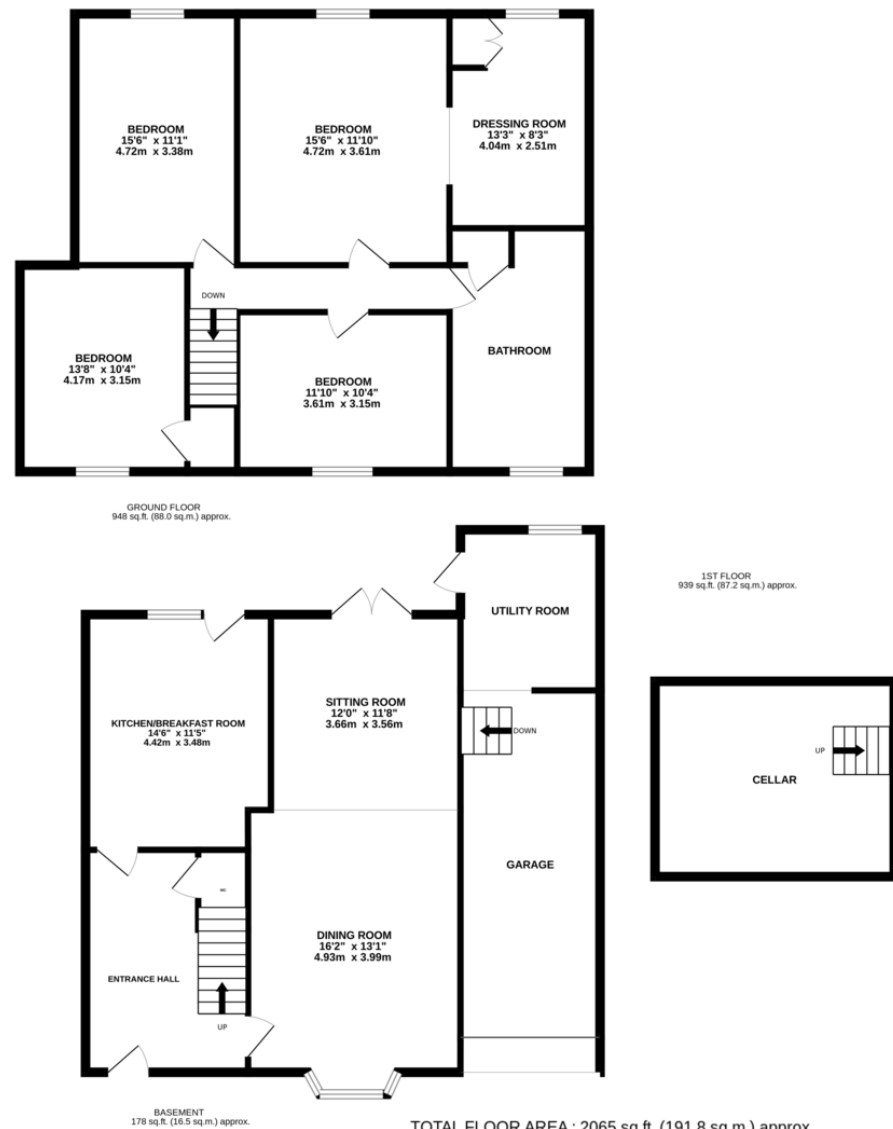 BEDROOM
15'6" x 11'1"
4.72m x 3.38m
BEDROOM
15'6" x 11'10"
4.72m x 3.61m
DRESSING ROOM
13'3" x 8'3"
4.04m x 2.51m
DOWN
BEDROOM
13'8" x 10'4"
4.17m x 3.15m
BEDROOM
11'10" x 10'4"
3.61m x 3.15m
BATHROOM
GROUND FLOOR
948 sq.ft. (88.0 sq.m.) approx.
1ST FLOOR
939 sq.ft. (87.2 sq.m.) approx.
UTILITY ROOM
KITCHEN/BREAKFAST ROOM
14'6" x 11'5"
4.42m x 3.48m
SITTING ROOM
12'0" x 11'8"
3.66m x 3.56m
DOWN
UP
CELLAR
GARAGE
WC
DINING ROOM
16'2" x 13'1"
4.93m x 3.99m
ENTRANCE HALL
UP
BASEMENT
178 sq.ft. (16.5 sq.m.) approx.
TOTAL FLOOR AREA : 2065 sq.ft. (191.8 sq.m.) approx.